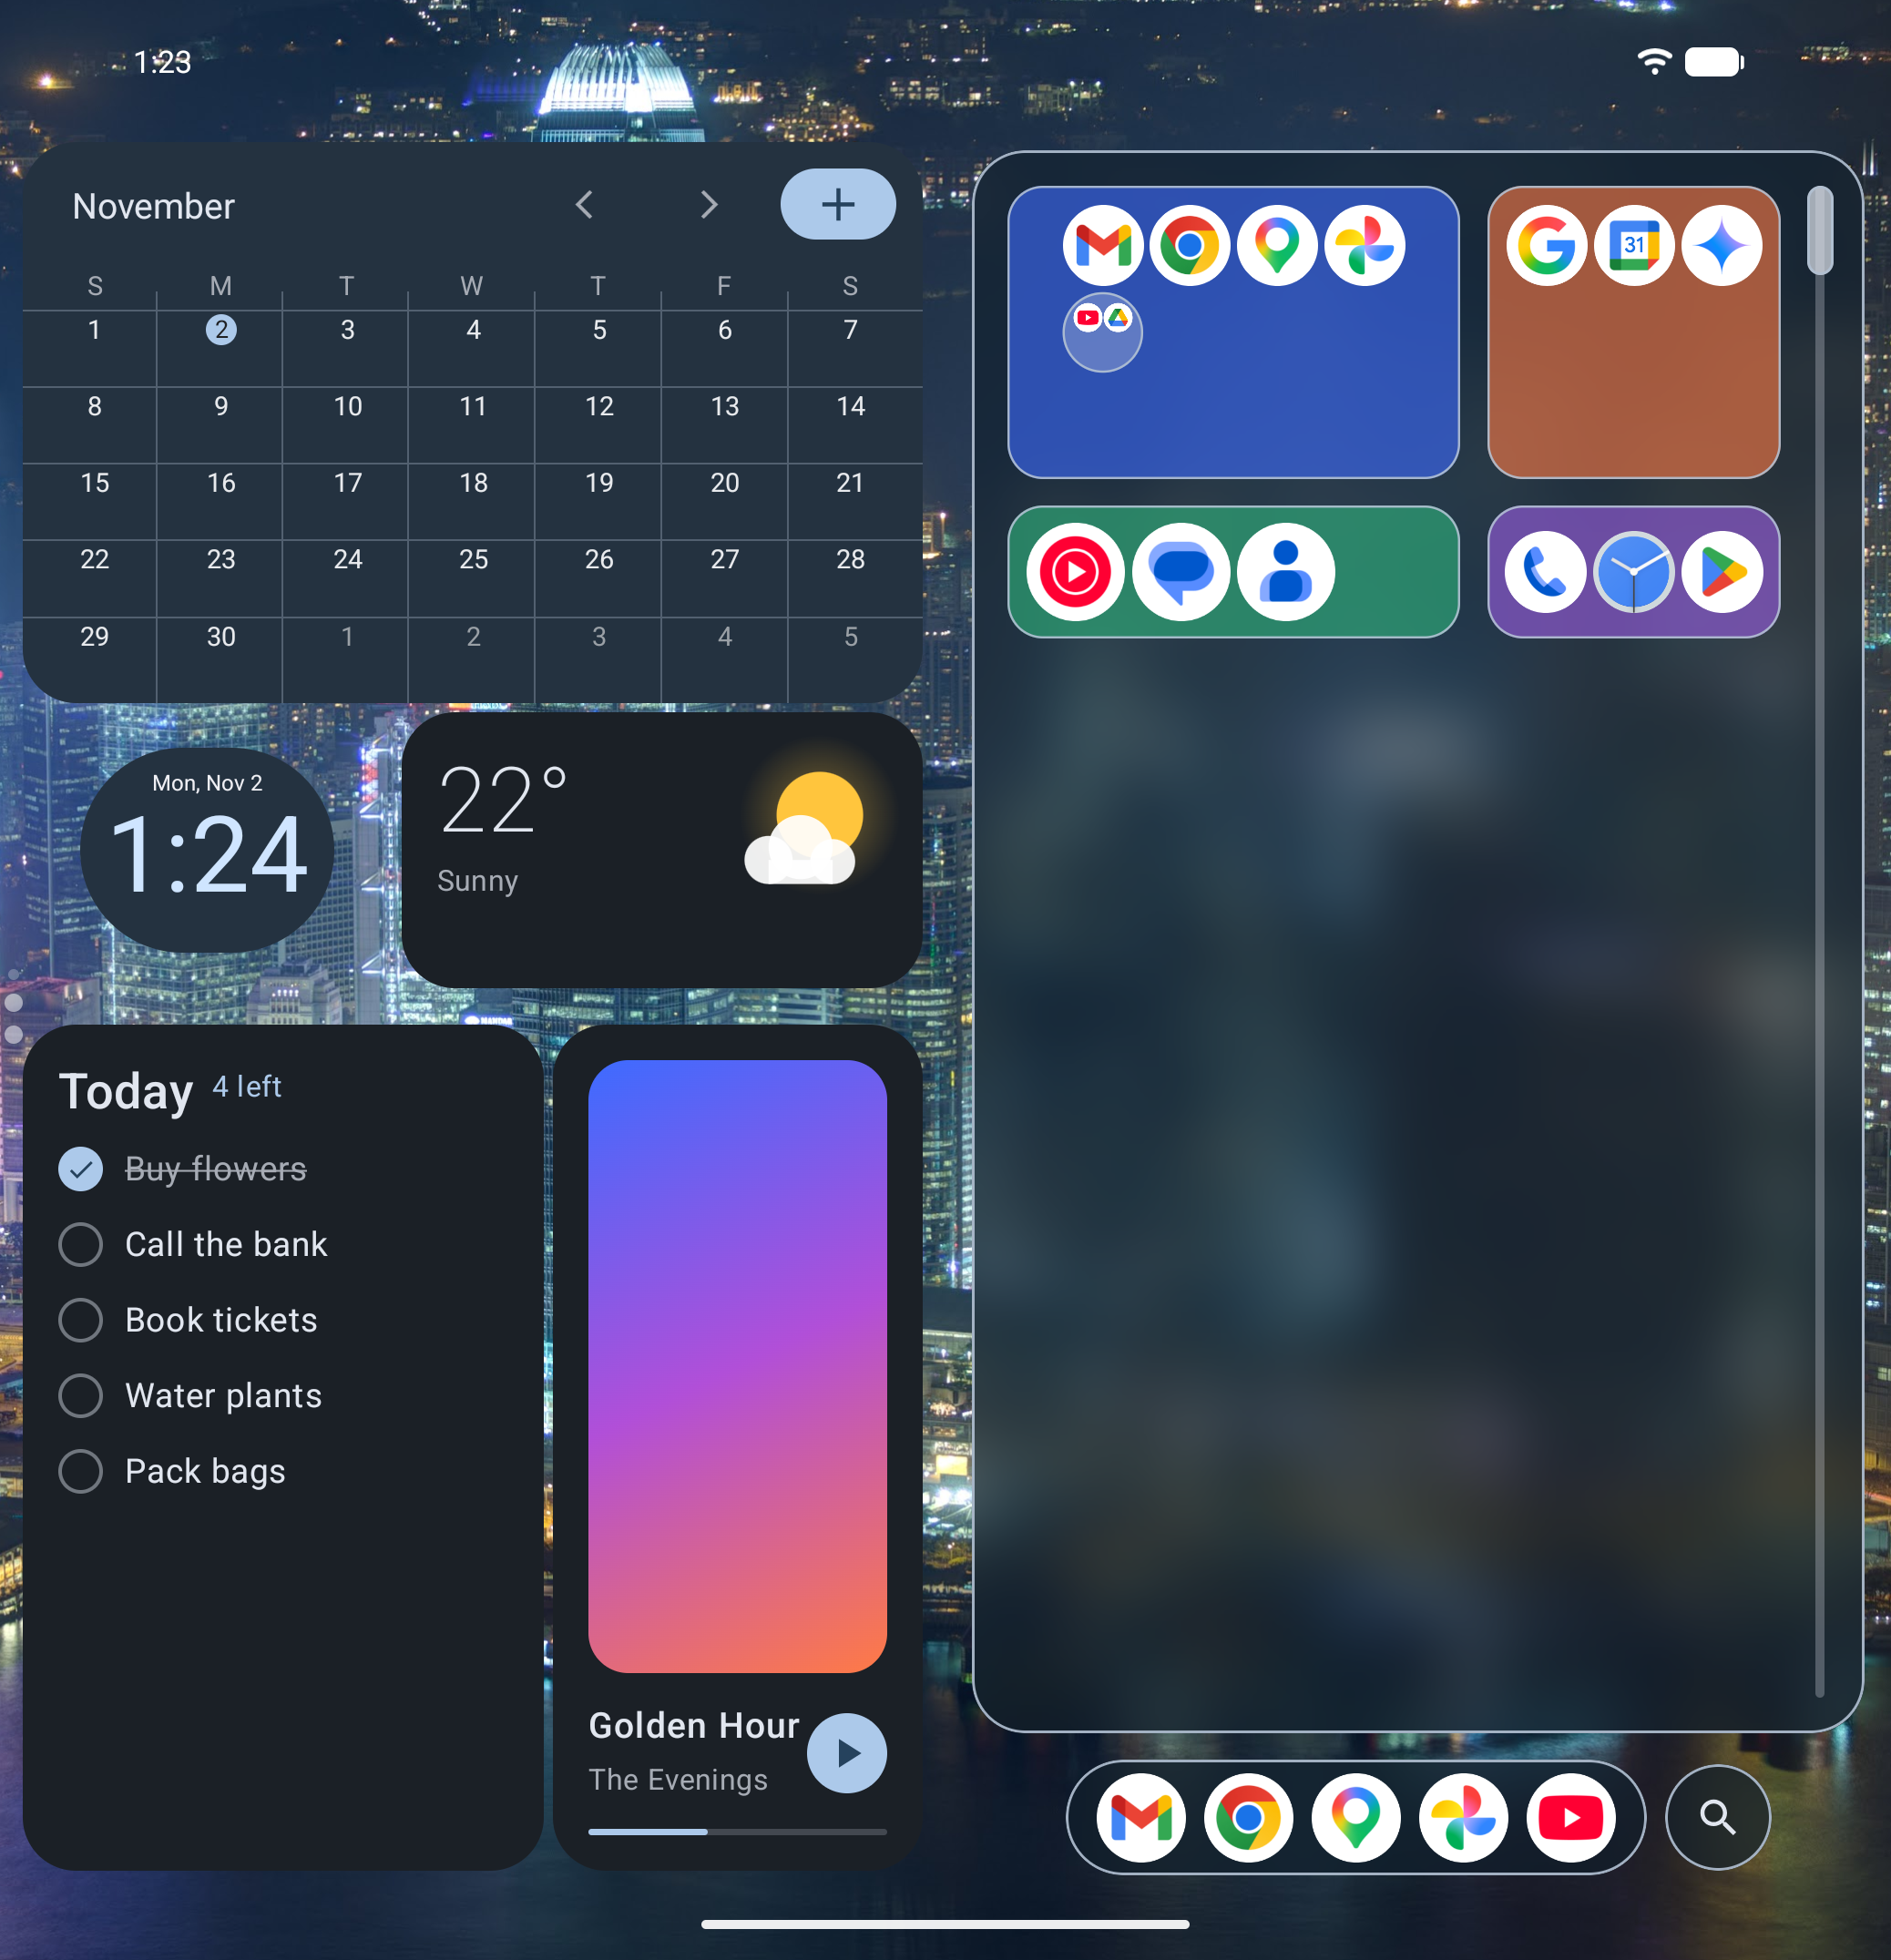 1:23
November
S M T W T F S
1 2 3 4 5 6 7
8 9 10 11 12 13 14
15 16 17 18 19 20 21
22 23 24 25 26 27 28
29 30 1 2 3 4 5
Mon, Nov 2
1:24
22°
Sunny
Today 4 left
Buy flowers
Call the bank
Book tickets
Water plants
Pack bags
Golden Hour
The Evenings
31